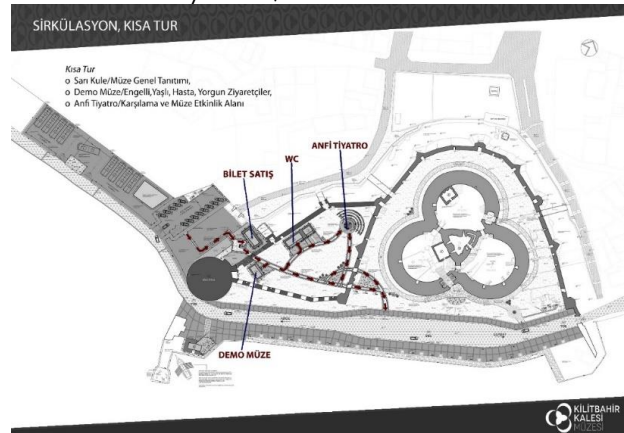 SİRKÜLASYON, KISA TUR
Kısa Tur
o Sarı Kule/Müze Genel Tanıtımı,
o Demo Müze/Engelli,Yaşlı, Hasta, Yorgun Ziyaretçiler,
o Anfi Tiyatro/Karşılama ve Müze Etkinlik Alanı
ANFİ TİYATRO
WC
BİLET SATIŞ
DEMO MÜZE
KİLİTBAHİR
KALESİ
MÜZESİ